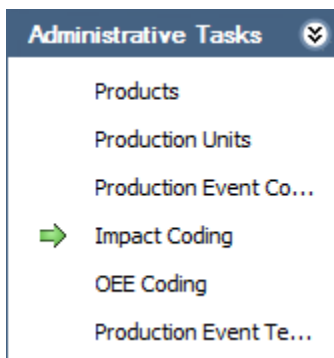 Administrative Tasks
Products
Production Units
Production Event Co...
Impact Coding
OEE Coding
Production Event Te...